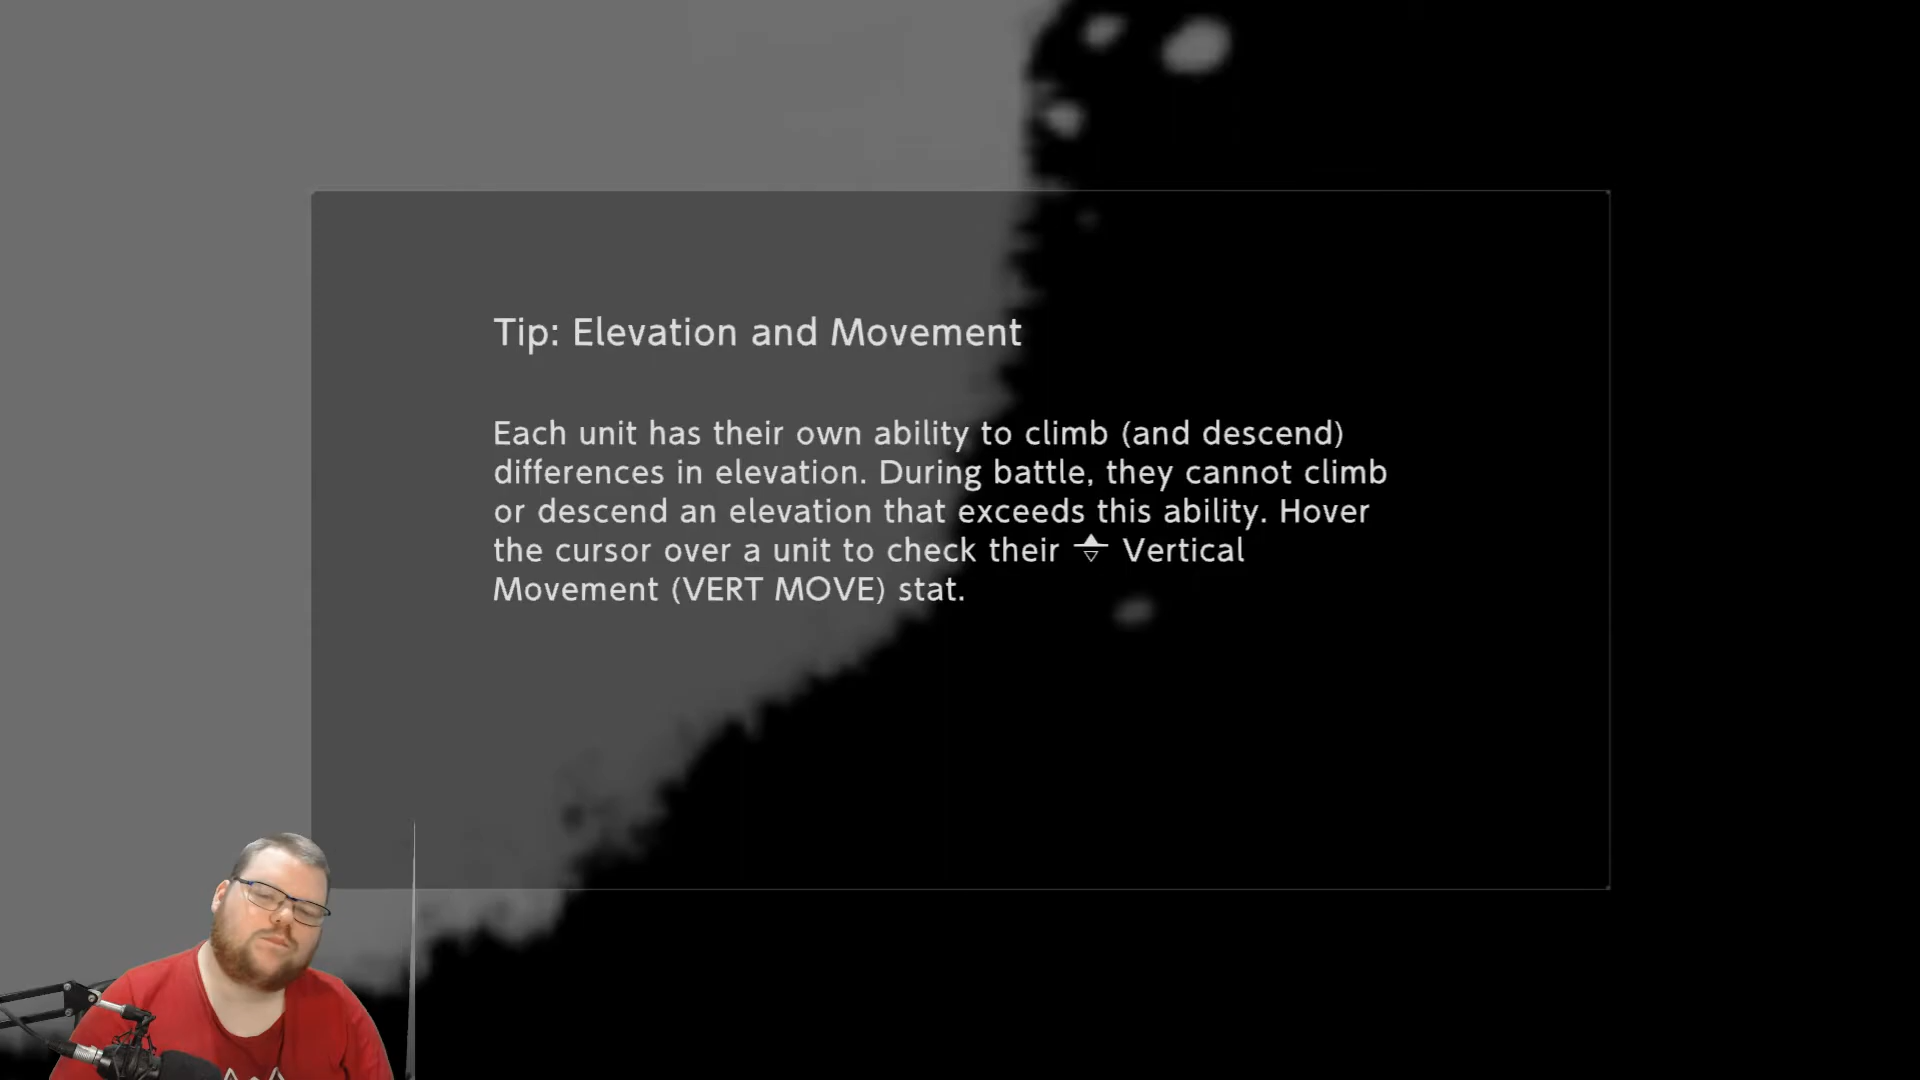 Tip: Elevation and Movement
Each unit has their own ability to climb (and descend)
differences in elevation. During battle, they cannot climb
or descend an elevation that exceeds this ability. Hover
the cursor over a unit to check their Vertical
Movement (VERT MOVE) stat.